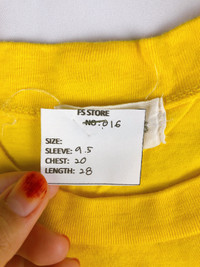 FS STORE
NO: 016
SIZE:
SLEEVE: 9.5
CHEST: 20
LENGTH: 28